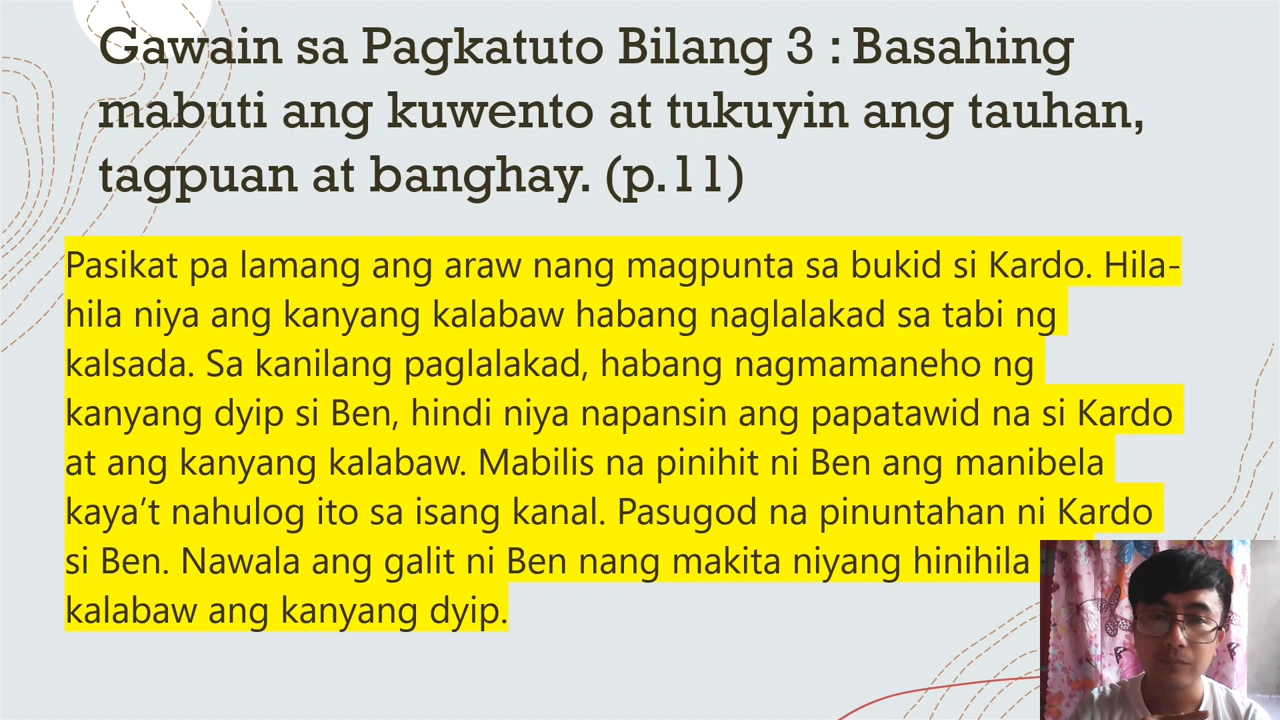 Gawain sa Pagkatuto Bilang 3 : Basahing
mabuti ang kuwento at tukuyin ang tauhan,
tagpuan at banghay. (p.11)
Pasikat pa lamang ang araw nang magpunta sa bukid si Kardo. Hila-
hila niya ang kanyang kalabaw habang naglalakad sa tabi ng
kalsada. Sa kanilang paglalakad, habang nagmamaneho ng
kanyang dyip si Ben, hindi niya napansin ang papatawid na si Kardo
at ang kanyang kalabaw. Mabilis na pinihit ni Ben ang manibela
kaya’t nahulog ito sa isang kanal. Pasugod na pinuntahan ni Kardo
si Ben. Nawala ang galit ni Ben nang makita niyang hinihila
kalabaw ang kanyang dyip.